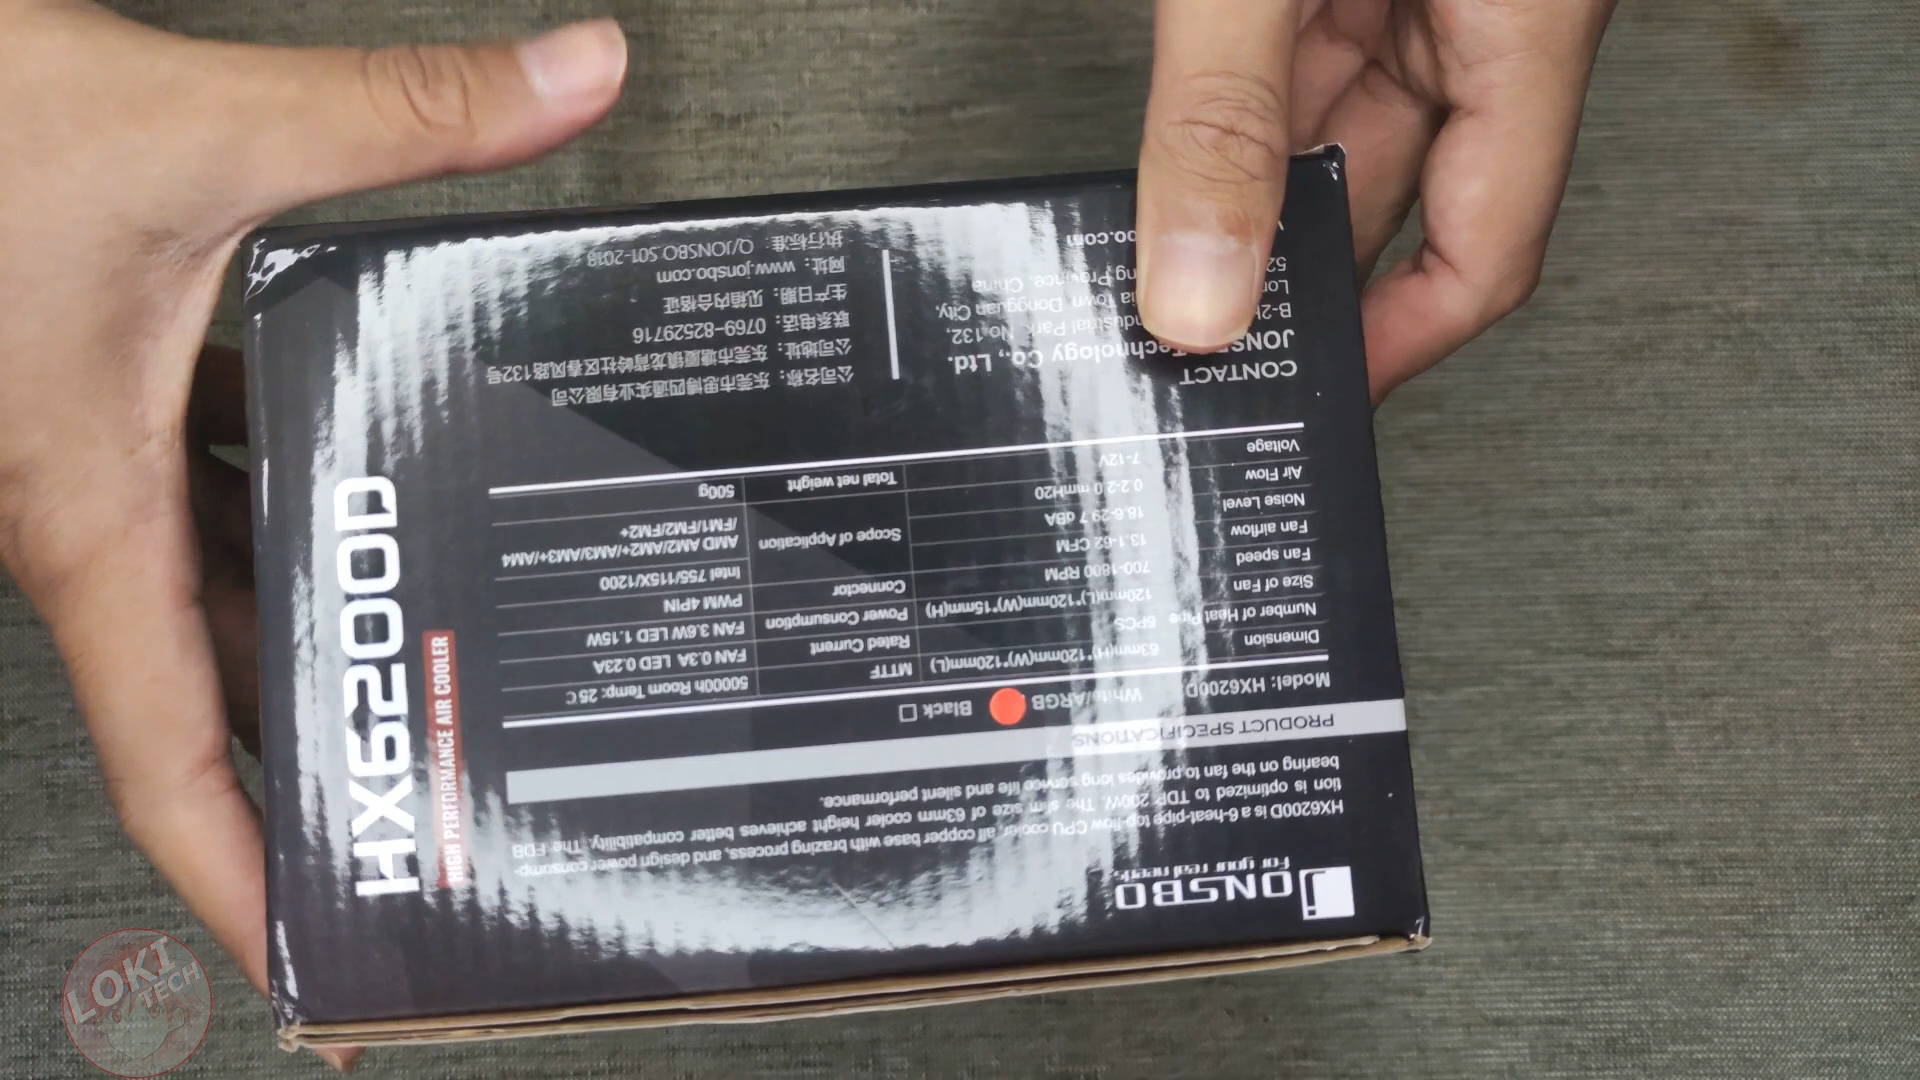 JONSBO
For your real needs.
HX6200D is a 6-heat-pipe top-flow CPU cooler, all copper base with brazing process, and design power consump-
tion is optimized to TDP 200W. The slim size of 63mm cooler height achieves better compatibility. The FDB
bearing on the fan to provides long service life and silent performance.
PRODUCT SPECIFICATIONS
Model: HX6200D White/ARGB Black
Dimension 63mm(H)*120mm(W)*120mm(L)
Number of Heat Pipe 6PCS
Size of Fan 120mm(L)*120mm(W)*15mm(H)
Fan speed 700-1800 RPM
Fan airflow 13.1-62 CFM
Noise Level 18.6-29.7 dBA
Air Flow 0.2-2.0 mmH20
Voltage 7-12V
MTTF 50000h Room Temp: 25 C
Rated Current FAN 0.3A LED 0.23A
Power Consumption FAN 3.6W LED 1.15W
Connector PWM 4PIN
Scope of Application Intel 755/115X/1200
AMD AM2/AM2+/AM3/AM3+/AM4
/FM1/FM2/FM2+
Total net weight 500g
CONTACT
JONSBO Technology Co., Ltd.
No.132,
Dongguan City,
China
公司名称：东莞市思博四通实业有限公司
公司地址：东莞市塘厦镇龙背岭社区春风路132号
联系电话：0769-82529716
生产日期：见箱内合格证
网址：www.jonsbo.com
执行标准：Q/JONSBO S01-2018
HX6200D
HIGH PERFORMANCE AIR COOLER
LOKI
TECH